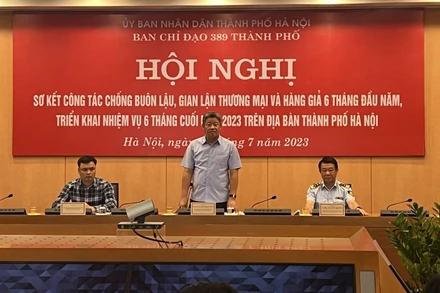 ỦY BAN NHÂN DÂN THÀNH PHỐ HÀ NỘI
BAN CHỈ ĐẠO 389 THÀNH PHỐ
HỘI NGHỊ
SƠ KẾT CÔNG TÁC CHỐNG BUÔN LẬU, GIAN LẬN THƯƠNG MẠI VÀ HÀNG GIẢ 6 THÁNG ĐẦU NĂM,
TRIỂN KHAI NHIỆM VỤ 6 THÁNG CUỐI 2023 TRÊN ĐỊA BÀN THÀNH PHỐ HÀ NỘI
Hà Nội, ngày 7 năm 2023